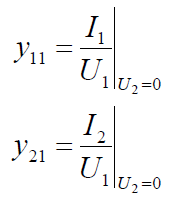 y₁₁ = I₁/U₁ |U₂=0
y₂₁ = I₂/U₁ |U₂=0